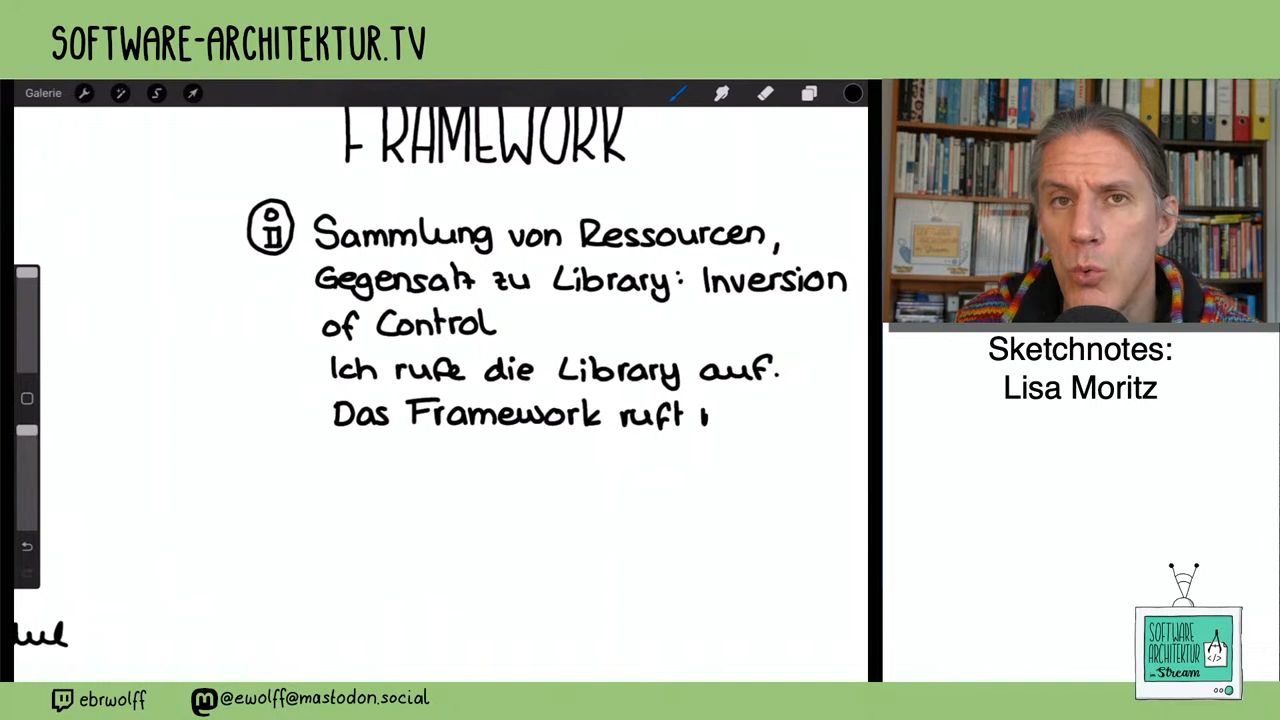 SOFTWARE-ARCHITEKTUR.TV
Galerie
FRAMEWORK
Sammlung von Ressourcen,
Gegensatz zu Library: Inversion
of Control
Ich rufe die Library auf.
Das Framework ruft
Sketchnotes:
Lisa Moritz
SOFTWARE
ARCHITEKTUR
im Stream
ebrwolff
@ewolff@mastodon.social